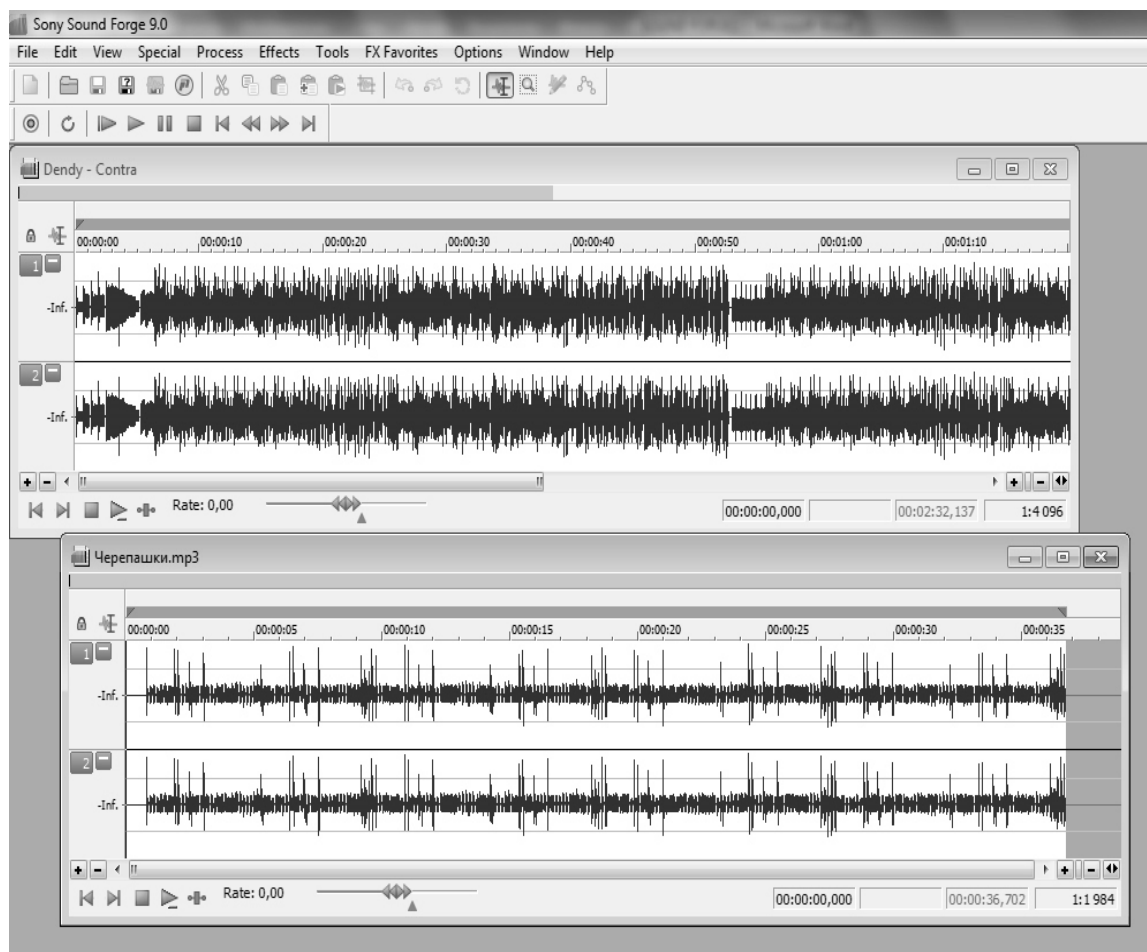 Sony Sound Forge 9.0
File Edit View Special Process Effects Tools FX Favorites Options Window Help
Dendy - Contra
00:00:00 00:00:10 00:00:20 00:00:30 00:00:40 00:00:50 00:01:00 00:01:10
1
-Inf.
2
-Inf.
Rate: 0,00 00:00:00,000 00:02:32,137 1:4 096
Черепашки.mp3
00:00:00 00:00:05 00:00:10 00:00:15 00:00:20 00:00:25 00:00:30 00:00:35
1
-Inf.
2
-Inf.
Rate: 0,00 00:00:00,000 00:00:36,702 1:1 984